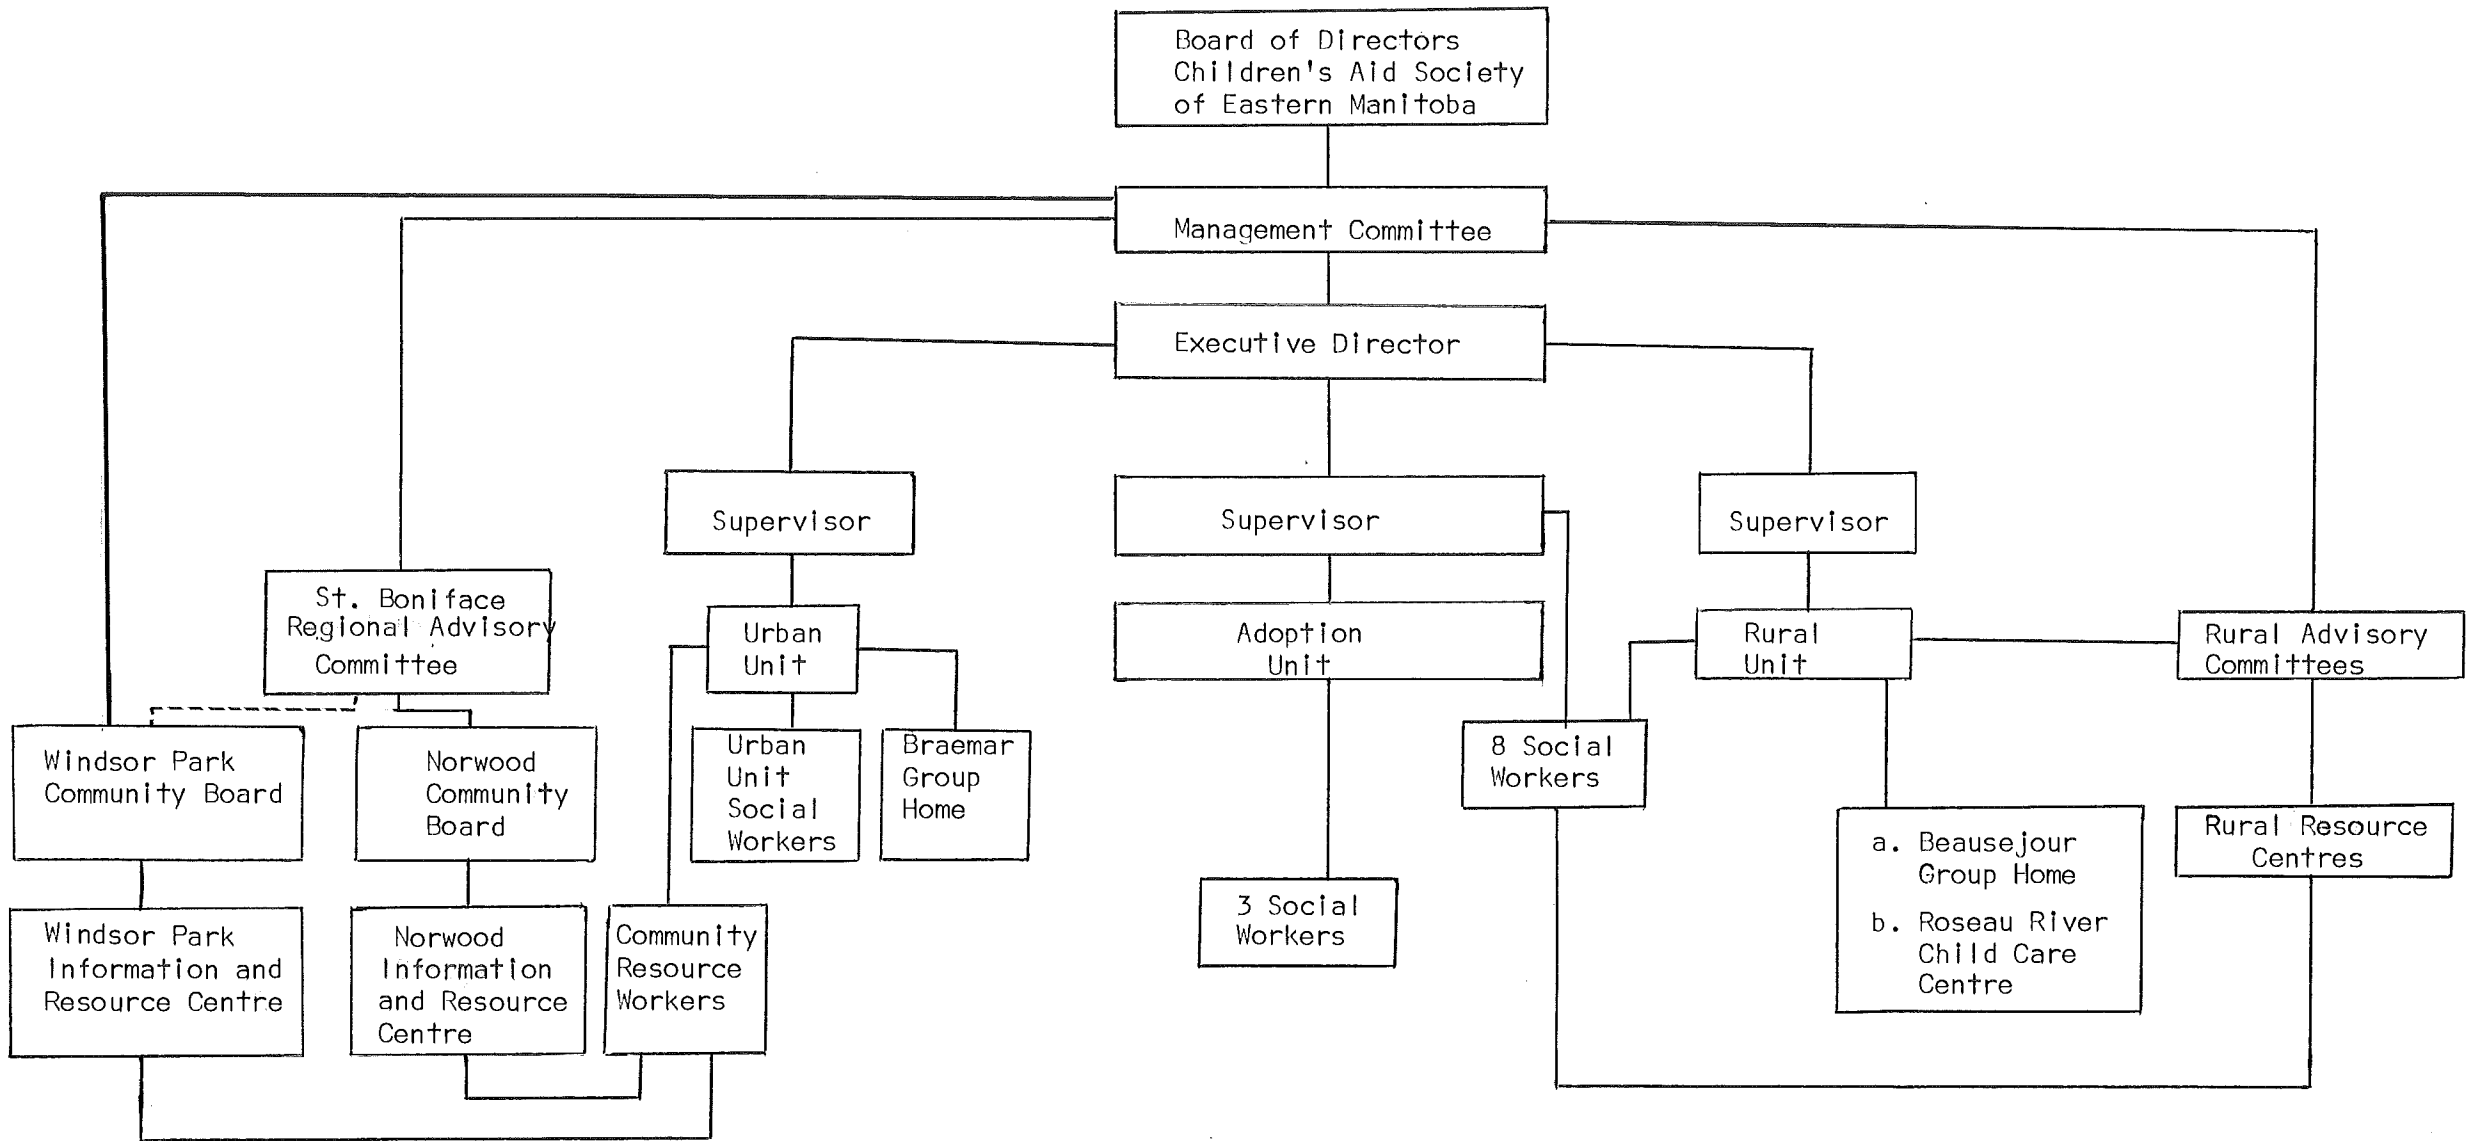 Board of Directors
Children's Aid Society
of Eastern Manitoba
Management Committee
Executive Director
Supervisor
Supervisor
Supervisor
St. Boniface
Regional Advisory
Committee
Urban
Unit
Adoption
Unit
Rural
Unit
Rural Advisory
Committees
Windsor Park
Community Board
Norwood
Community
Board
Urban
Unit
Social
Workers
Braemar
Group
Home
8 Social
Workers
a. Beausejour
Group Home
b. Roseau River
Child Care
Centre
Rural Resource
Centres
Windsor Park
Information and
Resource Centre
Norwood
Information
and Resource
Centre
Community
Resource
Workers
3 Social
Workers